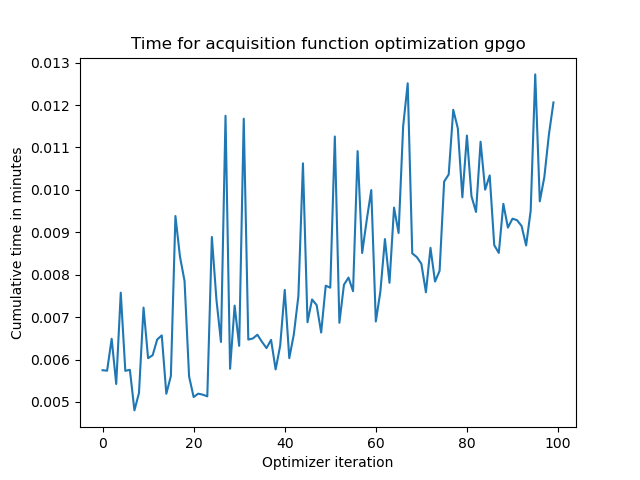 Time for acquisition function optimization gpgo
0.013
0.012
0.011
0.010
0.009
0.008
0.007
0.006
0.005
Cumulative time in minutes
0 20 40 60 80 100
Optimizer iteration